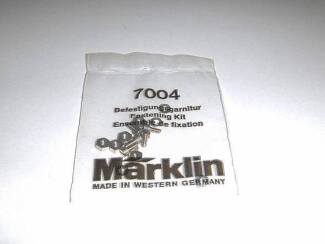 7004
Befestigungsgarnitur
Fastening Kit
Ensemble de fixation
Märklin
MADE IN WESTERN GERMANY